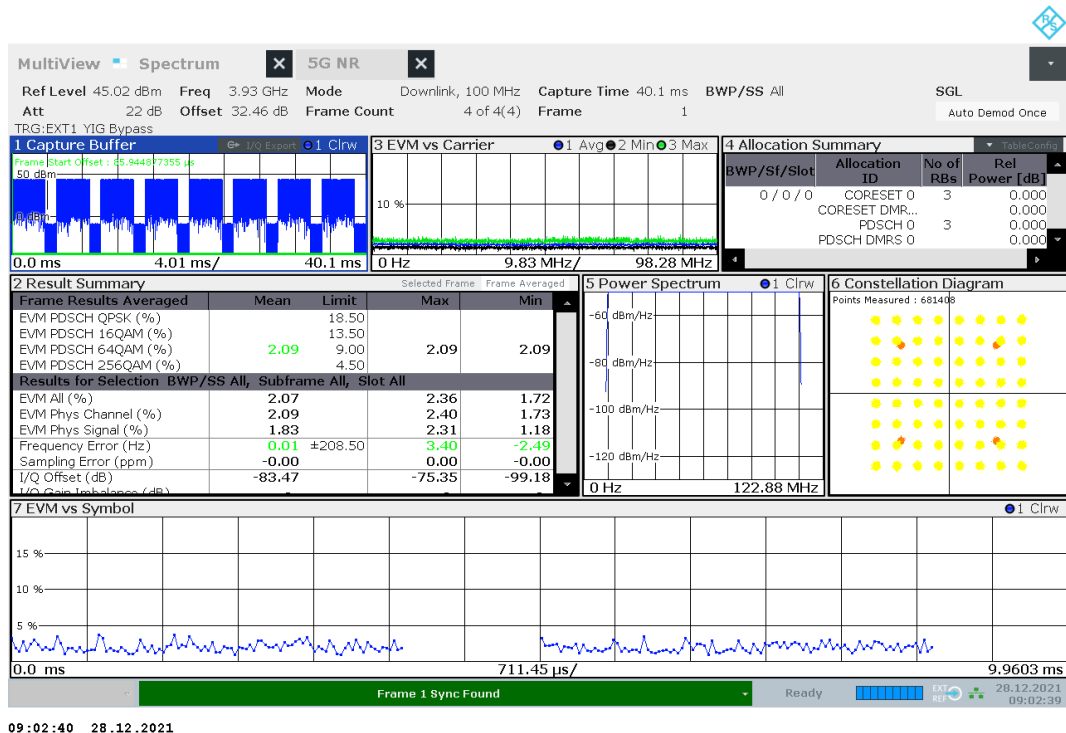 R&S
MultiView Spectrum X 5G NR X
Ref Level 45.02 dBm Freq 3.93 GHz Mode Downlink, 100 MHz Capture Time 40.1 ms BWP/SS All SGL
Att 22 dB Offset 32.46 dB Frame Count 4 of 4(4) Frame 1 Auto Demod Once
TRG:EXT1 YIG Bypass
1 Capture Buffer I/Q Export 1 Clrw
Frame Start Offset : 85.944877355 µs
50 dBm
0 dBm
0.0 ms 4.01 ms/ 40.1 ms
3 EVM vs Carrier 1 Avg 2 Min 3 Max
10 %
0 Hz 9.83 MHz/ 98.28 MHz
4 Allocation Summary TableConfig
BWP/Sf/Slot Allocation ID No of RBs Rel Power [dB]
0 / 0 / 0 CORESET 0 3 0.000
CORESET DMR... 0.000
PDSCH 0 3 0.000
PDSCH DMRS 0 0.000
2 Result Summary Selected Frame Frame Averaged
Frame Results Averaged Mean Limit Max Min
EVM PDSCH QPSK (%) 18.50
EVM PDSCH 16QAM (%) 13.50
EVM PDSCH 64QAM (%) 2.09 9.00 2.09 2.09
EVM PDSCH 256QAM (%) 4.50
Results for Selection BWP/SS All, Subframe All, Slot All
EVM All (%) 2.07 2.36 1.72
EVM Phys Channel (%) 2.09 2.40 1.73
EVM Phys Signal (%) 1.83 2.31 1.18
Frequency Error (Hz) 0.01 ±208.50 3.40 -2.49
Sampling Error (ppm) -0.00 0.00 -0.00
I/Q Offset (dB) -83.47 -75.35 -99.18
I/Q Gain Imbalance (dB) - - -
5 Power Spectrum 1 Clrw
-60 dBm/Hz
-80 dBm/Hz
-100 dBm/Hz
-120 dBm/Hz
0 Hz 122.88 MHz
6 Constellation Diagram
Points Measured : 681408
7 EVM vs Symbol 1 Clrw
15 %
10 %
5 %
0.0 ms 711.45 µs/ 9.9603 ms
Frame 1 Sync Found Ready EXT REF 28.12.2021 09:02:39
09:02:40 28.12.2021